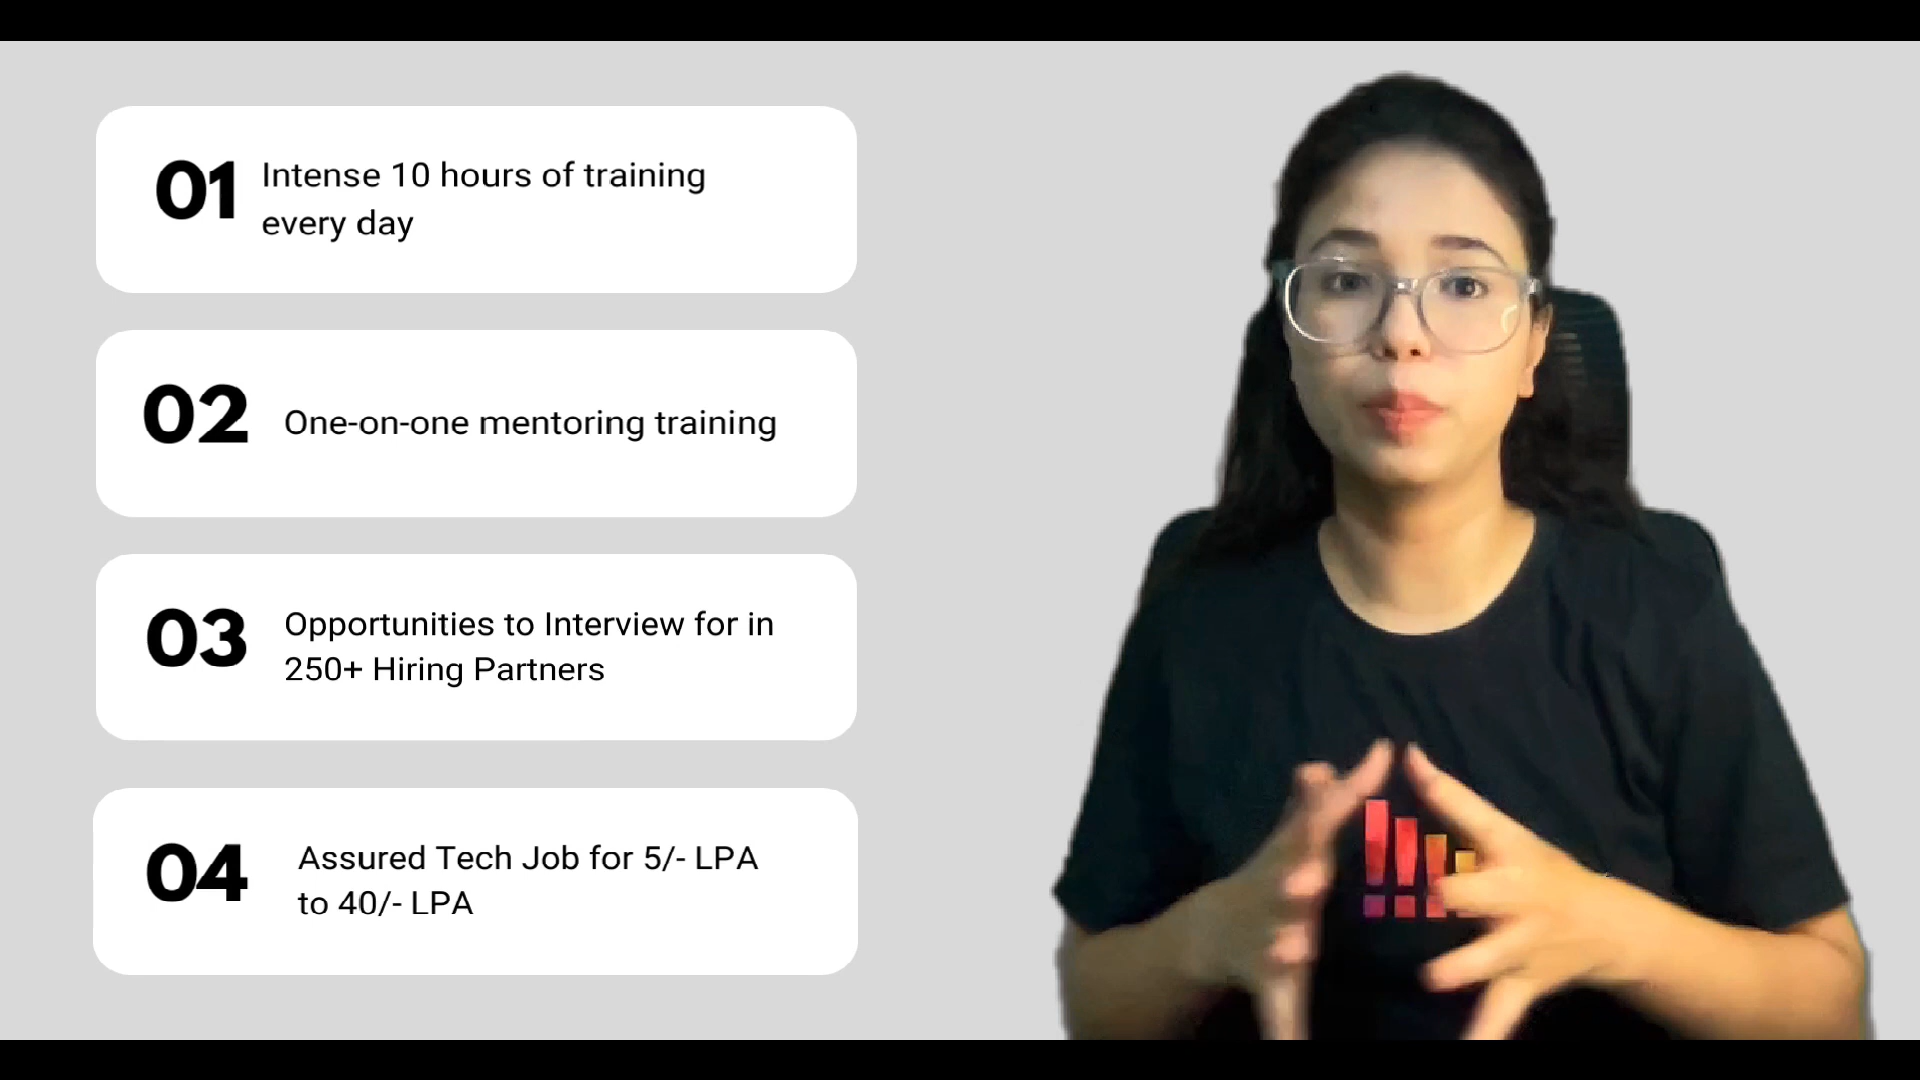 01 Intense 10 hours of training
every day
02 One-on-one mentoring training
03 Opportunities to Interview for in
250+ Hiring Partners
04 Assured Tech Job for 5/- LPA
to 40/- LPA